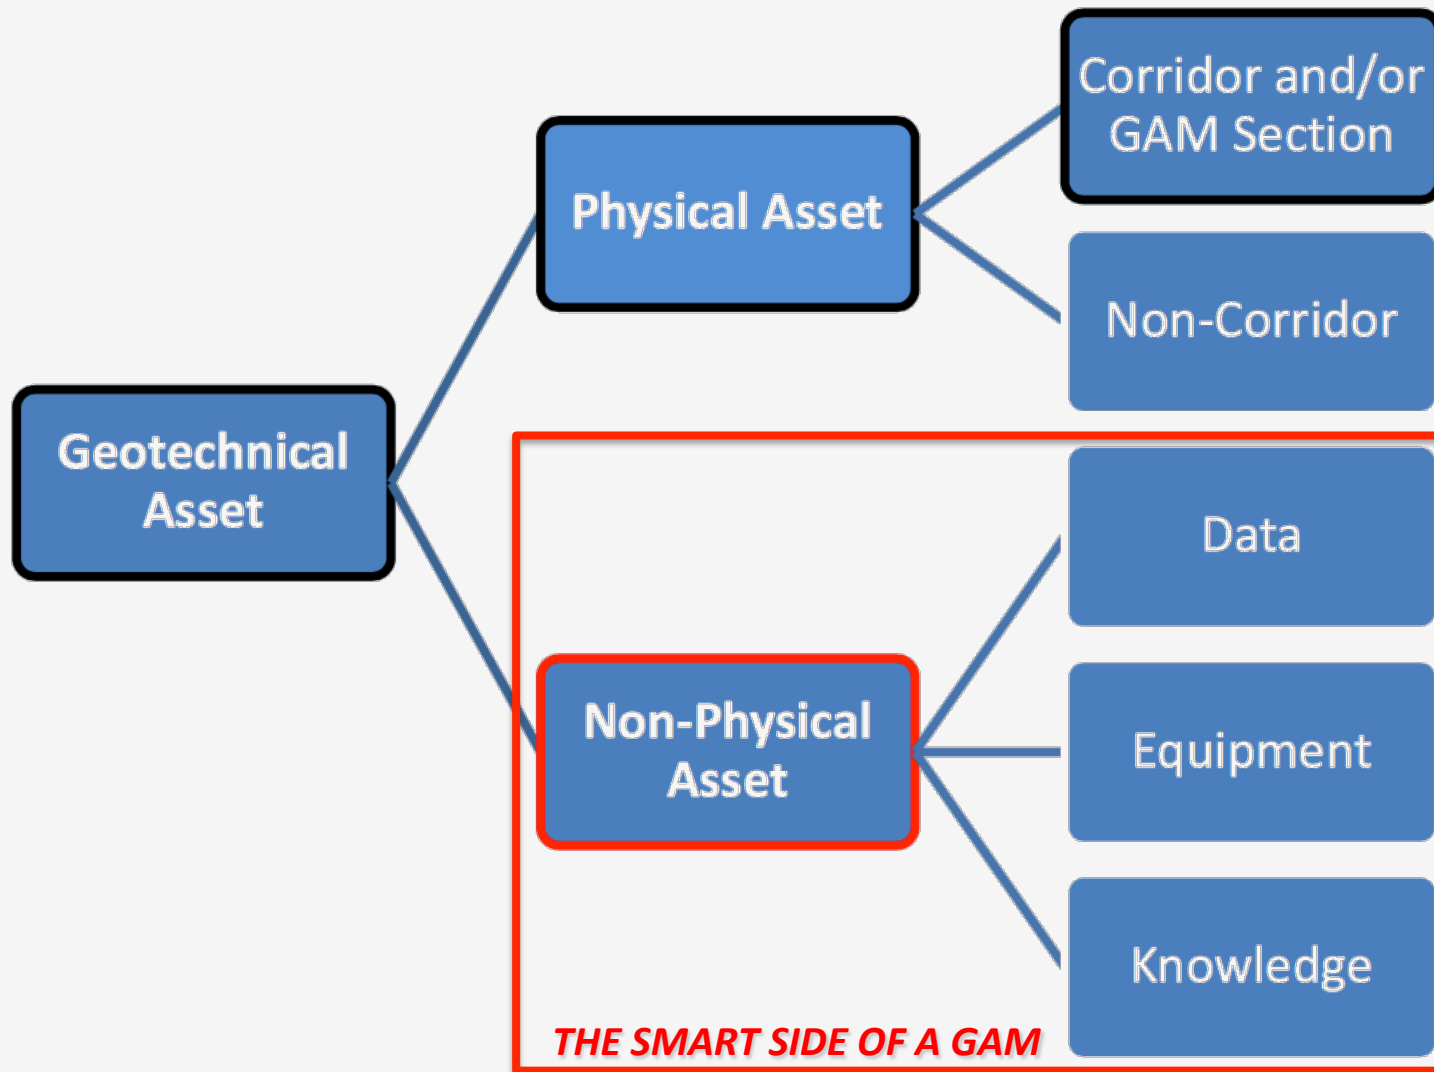 Corridor and/or
GAM Section
Physical Asset
Non-Corridor
Geotechnical
Asset
Data
Non-Physical
Asset
Equipment
Knowledge
THE SMART SIDE OF A GAM